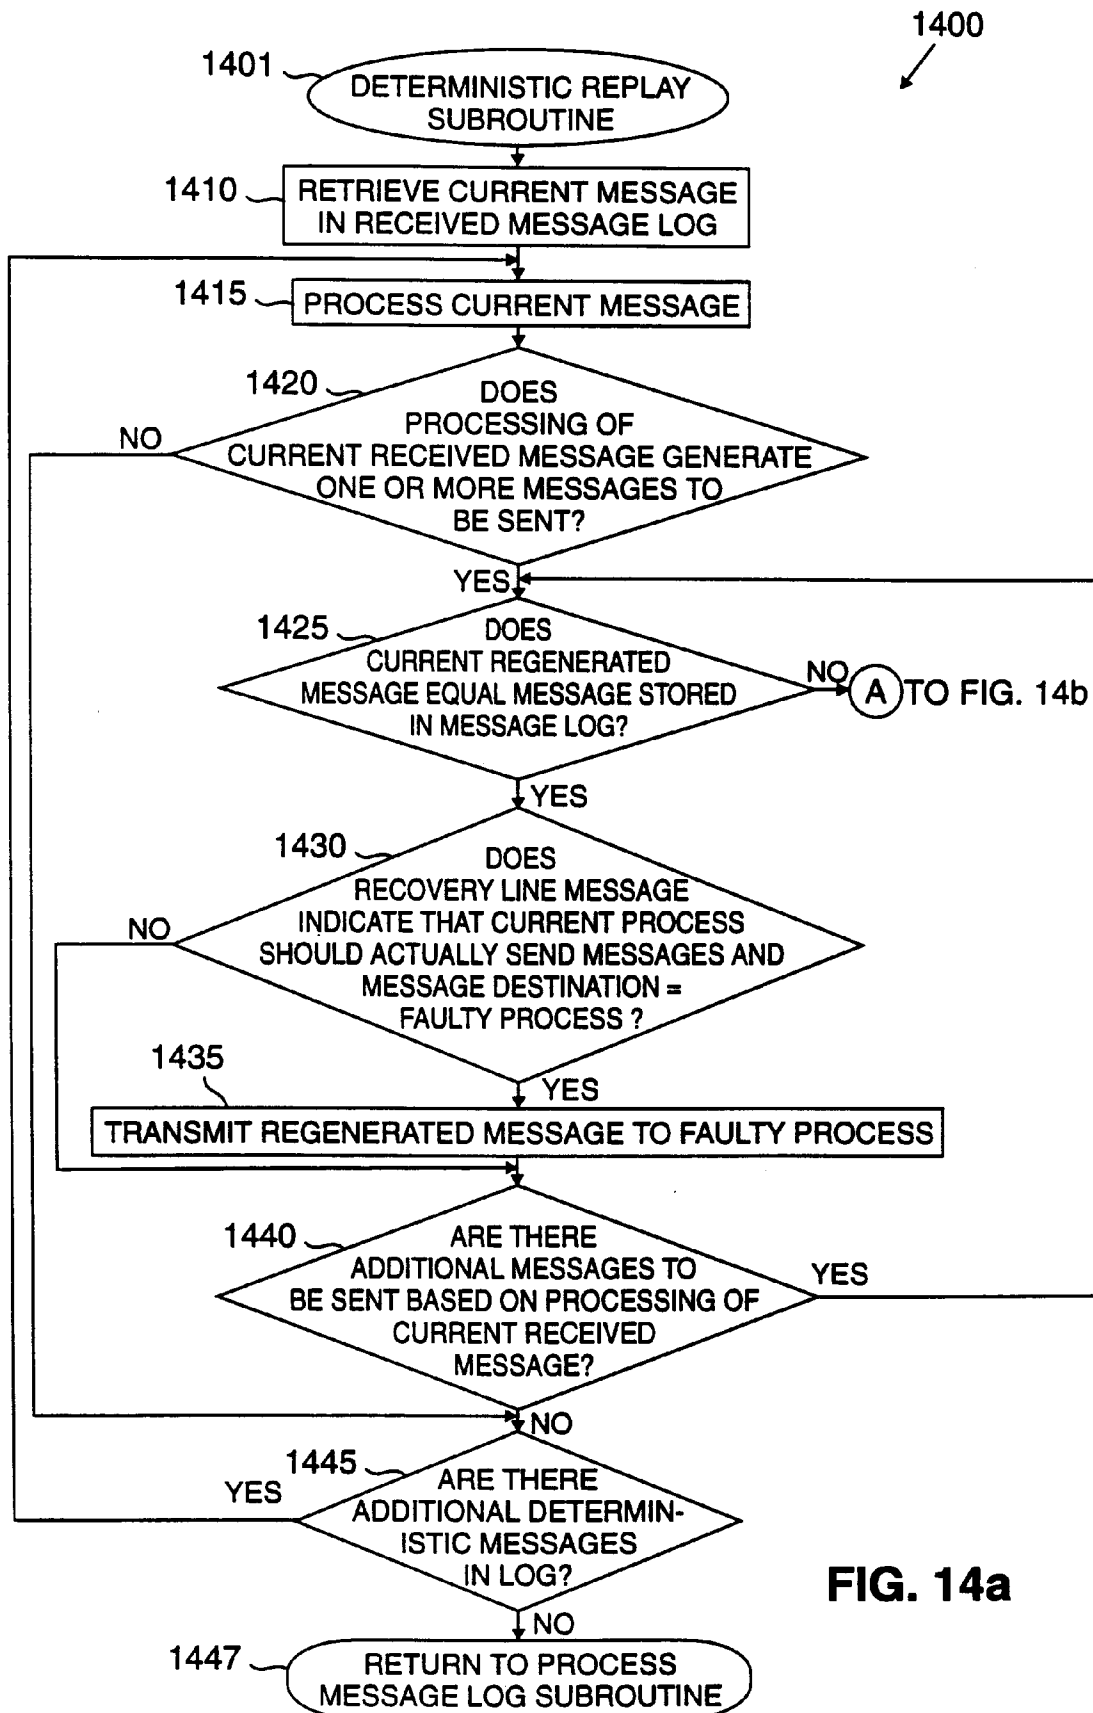 1400
1401
DETERMINISTIC REPLAY
SUBROUTINE
1410
RETRIEVE CURRENT MESSAGE
IN RECEIVED MESSAGE LOG
1415
PROCESS CURRENT MESSAGE
1420
DOES
PROCESSING OF
CURRENT RECEIVED MESSAGE GENERATE
ONE OR MORE MESSAGES TO
BE SENT?
NO
YES
1425
DOES
CURRENT REGENERATED
MESSAGE EQUAL MESSAGE STORED
IN MESSAGE LOG?
NO
A TO FIG. 14b
YES
1430
DOES
RECOVERY LINE MESSAGE
INDICATE THAT CURRENT PROCESS
SHOULD ACTUALLY SEND MESSAGES AND
MESSAGE DESTINATION =
FAULTY PROCESS ?
NO
YES
1435
TRANSMIT REGENERATED MESSAGE TO FAULTY PROCESS
1440
ARE THERE
ADDITIONAL MESSAGES TO
BE SENT BASED ON PROCESSING OF
CURRENT RECEIVED
MESSAGE?
YES
NO
1445
ARE THERE
ADDITIONAL DETERMIN-
ISTIC MESSAGES
IN LOG?
YES
NO
1447
RETURN TO PROCESS
MESSAGE LOG SUBROUTINE
FIG. 14a